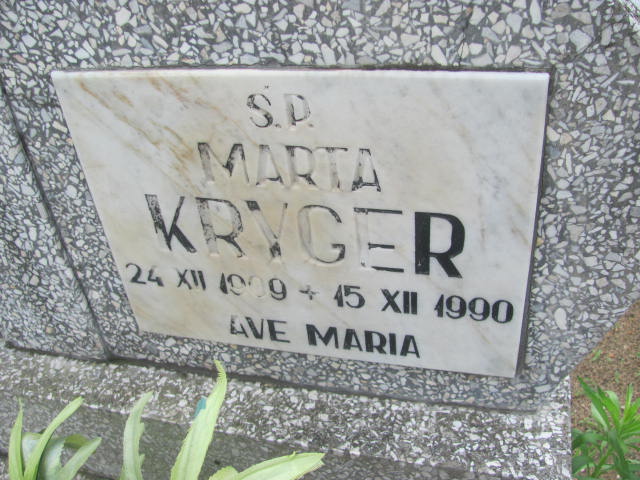 Ś.P.
MARTA
KRYGER
24 XII 1909 + 15 XII 1990
AVE MARIA